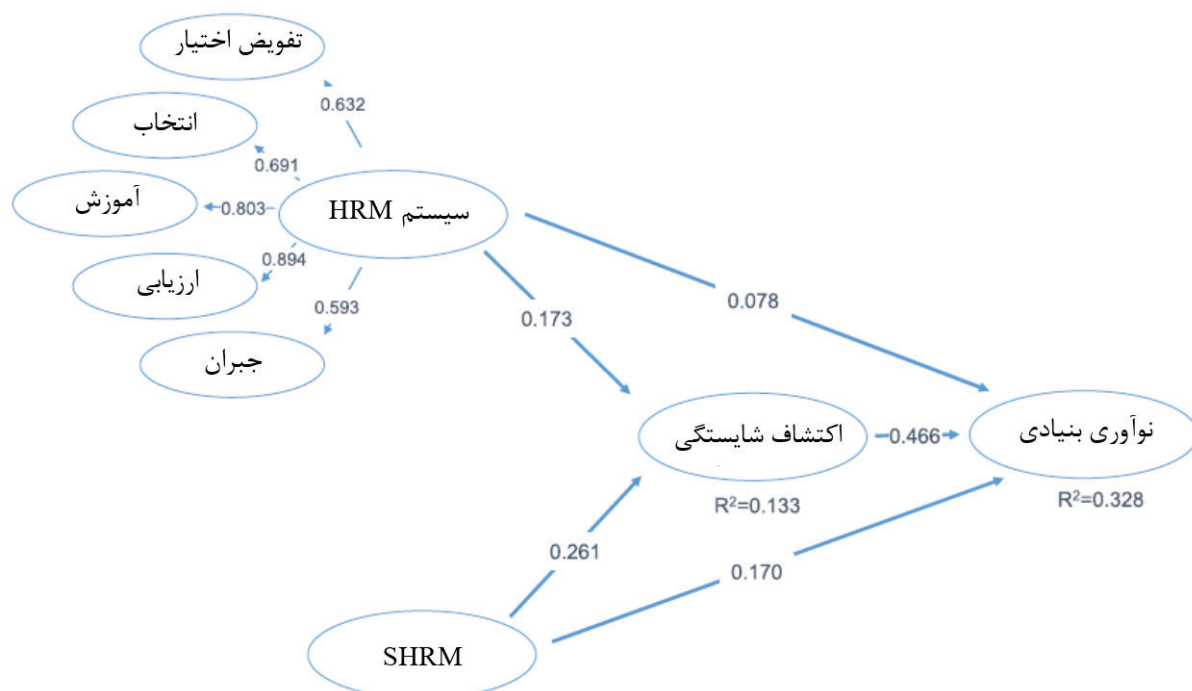 تفویض اختیار
0.632
انتخاب
0.691
آموزش
0.803
سیستم HRM
ارزیابی
0.894
0.593
جبران
0.078
0.173
اکتشاف شایستگی
0.466
نوآوری بنیادی
R²=0.133
R²=0.328
0.261
0.170
SHRM